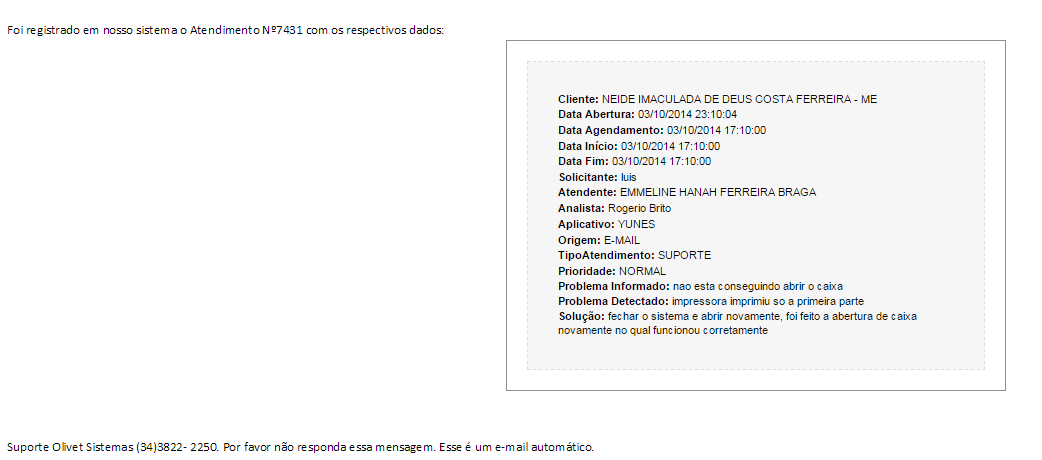 Foi registrado em nosso sistema o Atendimento Nº7431 com os respectivos dados:
Cliente: NEIDE IMACULADA DE DEUS COSTA FERREIRA - ME
Data Abertura: 03/10/2014 23:10:04
Data Agendamento: 03/10/2014 17:10:00
Data Início: 03/10/2014 17:10:00
Data Fim: 03/10/2014 17:10:00
Solicitante: luis
Atendente: EMMELINE HANAH FERREIRA BRAGA
Analista: Rogerio Brito
Aplicativo: YUNES
Origem: E-MAIL
TipoAtendimento: SUPORTE
Prioridade: NORMAL
Problema Informado: nao esta conseguindo abrir o caixa
Problema Detectado: impressora imprimiu so a primeira parte
Solução: fechar o sistema e abrir novamente, foi feito a abertura de caixa
novamente no qual funcionou corretamente
Suporte Olivet Sistemas (34)3822- 2250. Por favor não responda essa mensagem. Esse é um e-mail automático.